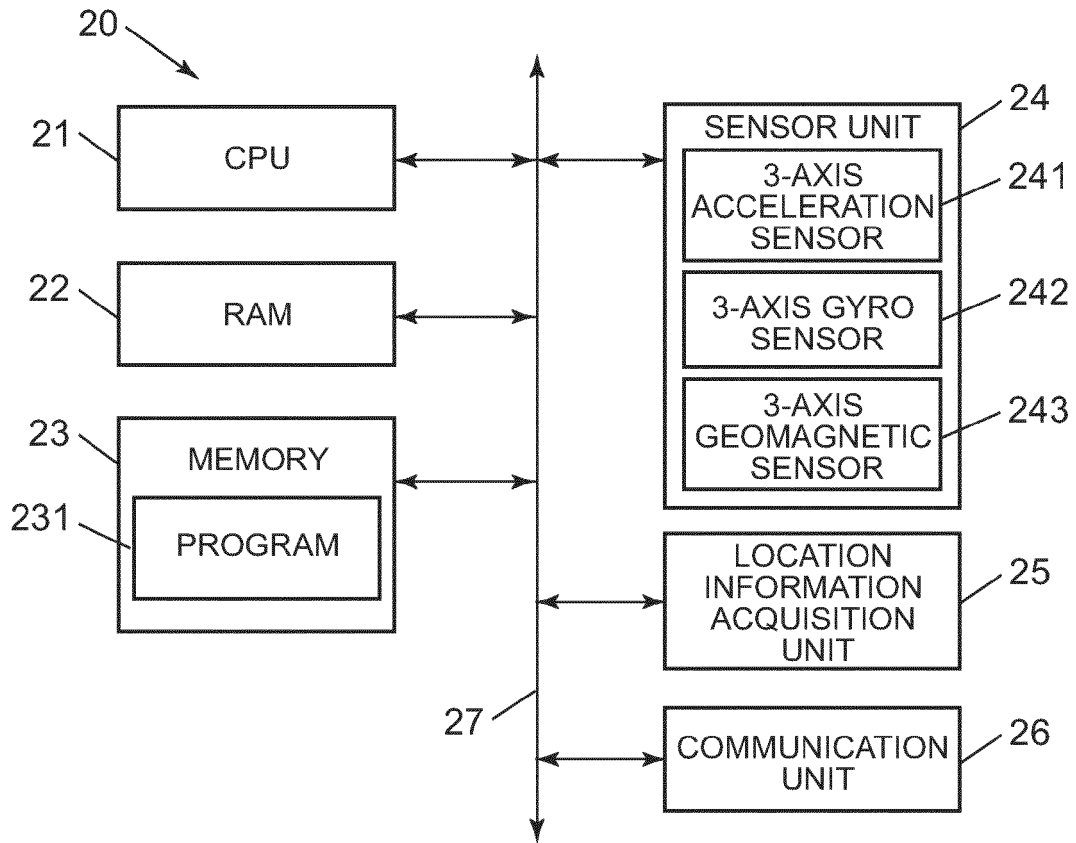 20
21
CPU
22
RAM
23
MEMORY
231
PROGRAM
27
24
SENSOR UNIT
241
3-AXIS
ACCELERATION
SENSOR
242
3-AXIS GYRO
SENSOR
243
3-AXIS
GEOMAGNETIC
SENSOR
25
LOCATION
INFORMATION
ACQUISITION
UNIT
26
COMMUNICATION
UNIT